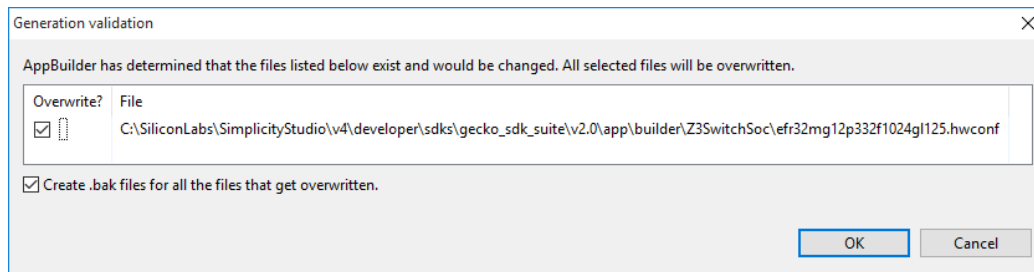 Generation validation
AppBuilder has determined that the files listed below exist and would be changed. All selected files will be overwritten.
Overwrite? File
C:\SiliconLabs\SimplicityStudio\v4\developer\sdks\gecko_sdk_suite\v2.0\app\builder\Z3SwitchSoc\efr32mg12p332f1024gl125.hwconf
Create .bak files for all the files that get overwritten.
OK Cancel